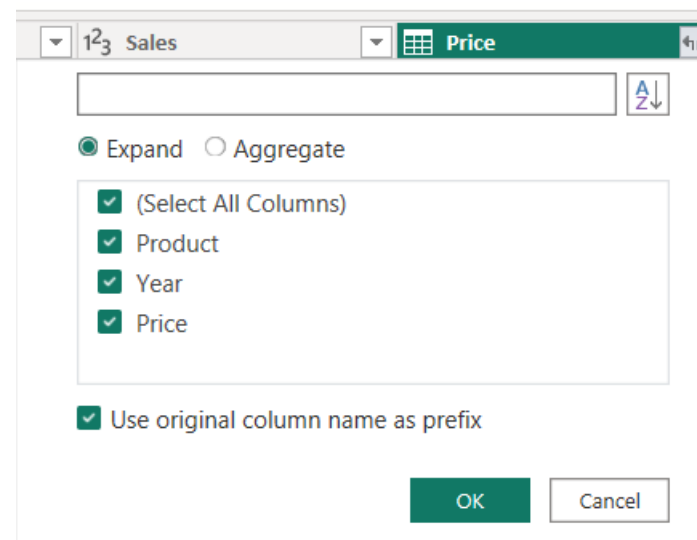 1²3 Sales Price
A
Z
Expand Aggregate
(Select All Columns)
Product
Year
Price
Use original column name as prefix
OK Cancel